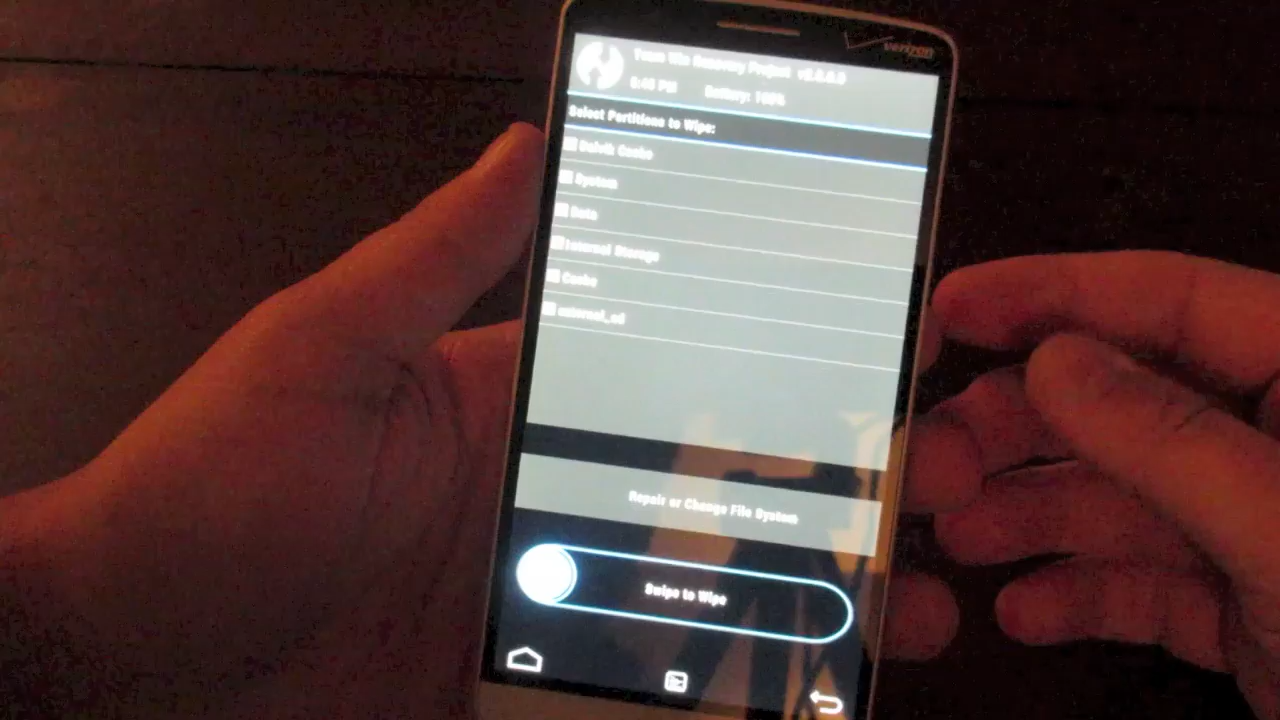 verizon
Team Win Recovery Project
Battery: 100%
Select Partitions to Wipe:
Dalvik Cache
System
Data
Internal Storage
Cache
external_sd
Repair or Change File System
Swipe to Wipe